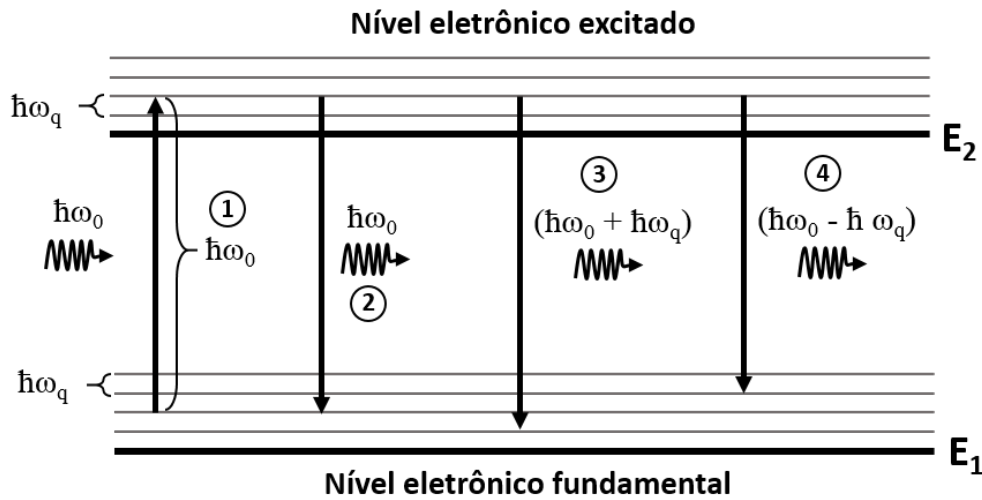 Nível eletrônico excitado
ħω_q
E₂
ħω₀
①
ħω₀
ħω₀
②
③
(ħω₀ + ħω_q)
④
(ħω₀ - ħ ω_q)
ħω_q
E₁
Nível eletrônico fundamental